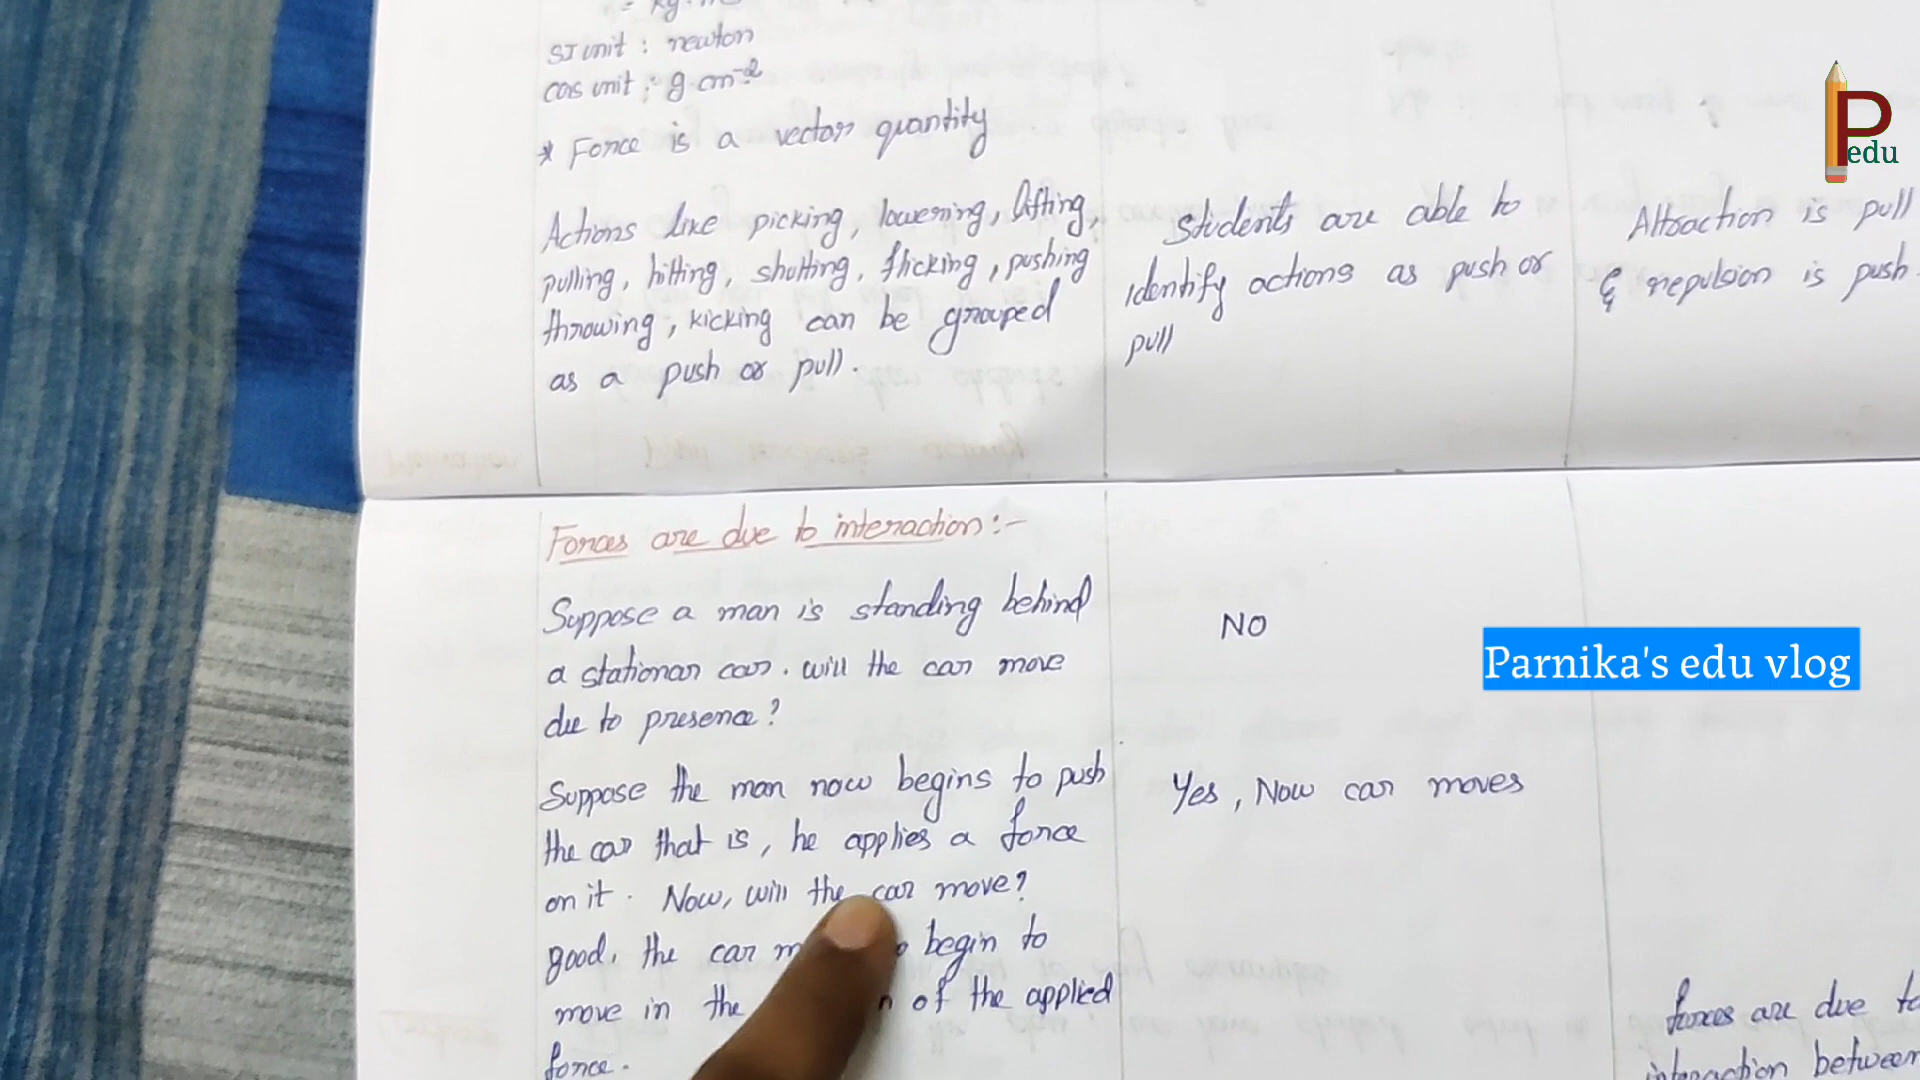 SI unit : newton
CGS unit :- g cm-2
* Force is a vector quantity
Actions like picking, lowering, lifting,
pulling, hitting, shutting, flicking, pushing
throwing, kicking can be grouped
as a push or pull.
Students are able to
identify actions as push or
pull
Attraction is pull
& repulsion is push.
Forces are due to interaction:-
Suppose a man is standing behind
a stationar car. will the car move
due to presence?
NO
Suppose the man now begins to push
the car that is, he applies a force
on it. Now, will the car move?
good, the car begin to
move in the of the applied
force.
Yes, Now car moves
forces are due to
interaction between
P
edu
Parnika's edu vlog